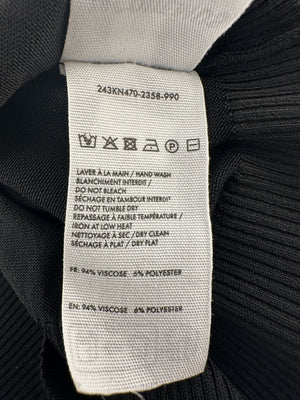 243KN470-2358-990
P
LAVER À LA MAIN / HAND WASH
BLANCHIMENT INTERDIT /
DO NOT BLEACH
SÉCHAGE EN TAMBOUR INTERDIT
DO NOT TUMBLE DRY
REPASSAGE À FAIBLE TEMPÉRATURE /
IRON AT LOW HEAT
NETTOYAGE À SEC / DRY CLEAN
SÉCHAGE À PLAT / DRY FLAT
FR: 94% VISCOSE 6% POLYESTER
EN: 94% VISCOSE 6% POLYESTER